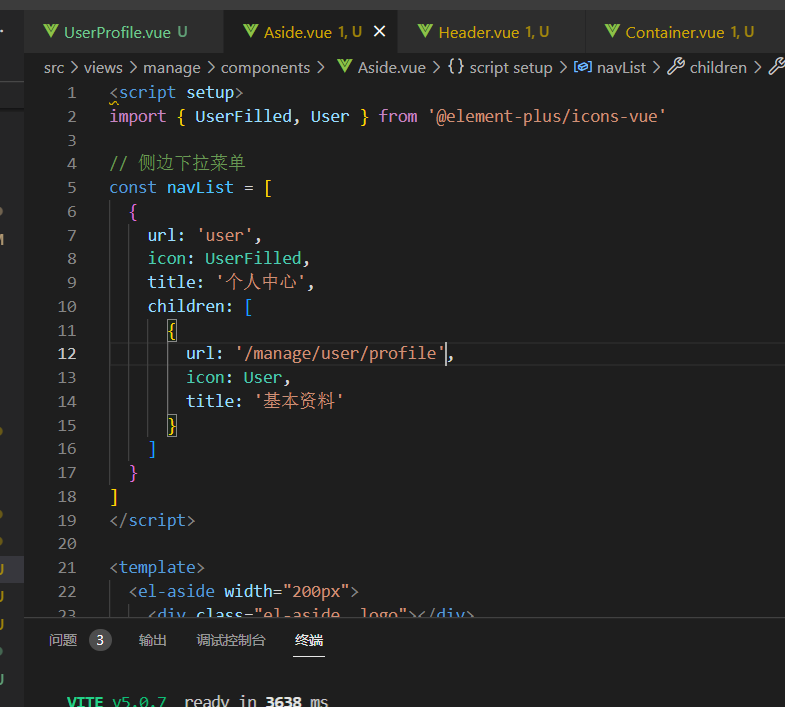 UserProfile.vue U Aside.vue 1, U Header.vue 1, U Container.vue 1, U
src > views > manage > components > Aside.vue > {} script setup > navList > children >
1 <script setup>
2 import { UserFilled, User } from '@element-plus/icons-vue'
3
4 // 侧边下拉菜单
5 const navList = [
6 {
7 url: 'user',
8 icon: UserFilled,
9 title: '个人中心',
10 children: [
11 {
12 url: '/manage/user/profile',
13 icon: User,
14 title: '基本资料'
15 }
16 ]
17 }
18 ]
19 </script>
20
21 <template>
22 <el-aside width="200px">
23 <div class="el-aside__logo"></div>
问题 3 输出 调试控制台 终端
VITE v5.0.7 ready in 3638 ms